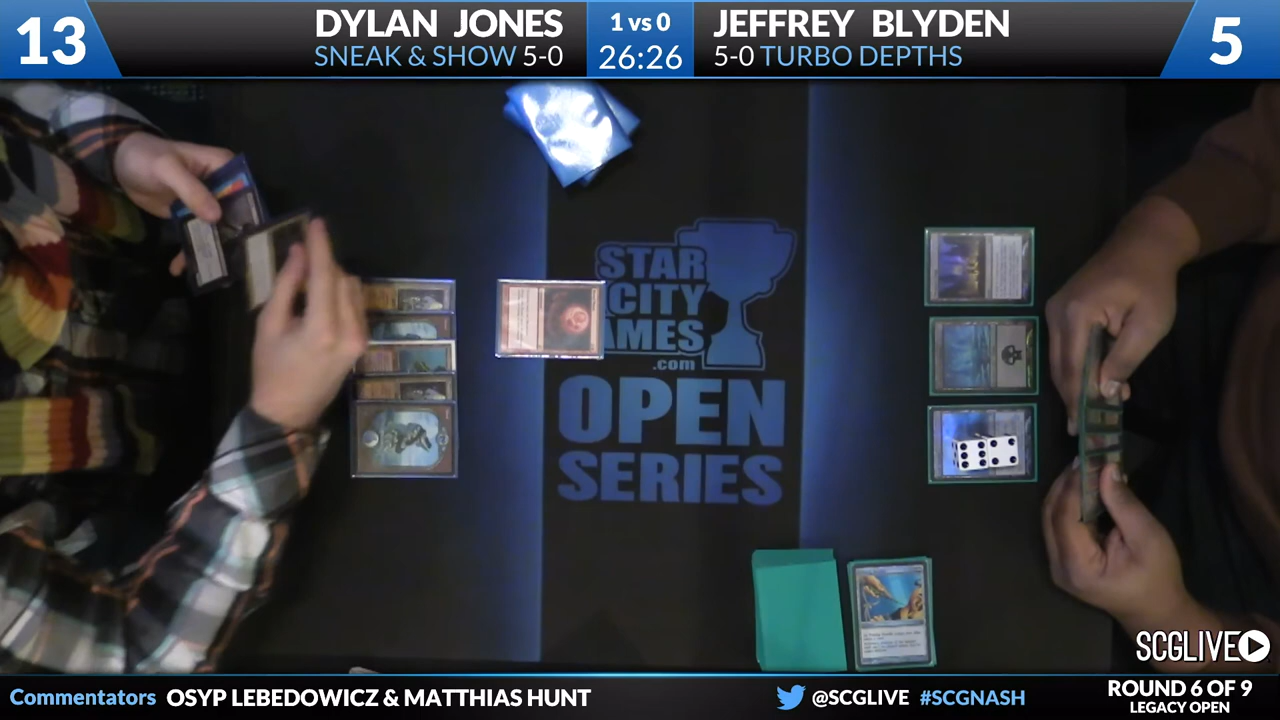 13
DYLAN JONES
SNEAK & SHOW 5-0
1 vs 0
26:26
JEFFREY BLYDEN
5-0 TURBO DEPTHS
5
STAR
CITY
GAMES
.com
OPEN
SERIES
SCGLIVE
Commentators OSYP LEBEDOWICZ & MATTHIAS HUNT
@SCGLIVE #SCGNASH
ROUND 6 OF 9
LEGACY OPEN